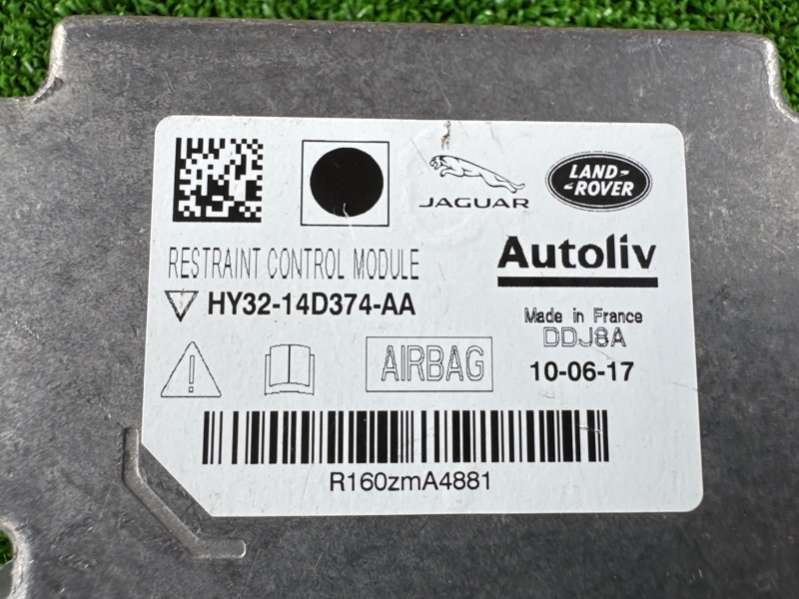 JAGUAR
LAND-
-ROVER
RESTRAINT CONTROL MODULE
Autoliv
HY32-14D374-AA
Made in France
DDJ8A
AIRBAG
10-06-17
R160zmA4881